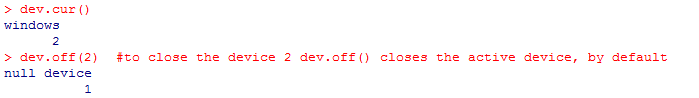 > dev.cur()
windows
      2
> dev.off(2)  #to close the device 2 dev.off() closes the active device, by default
null device
          1